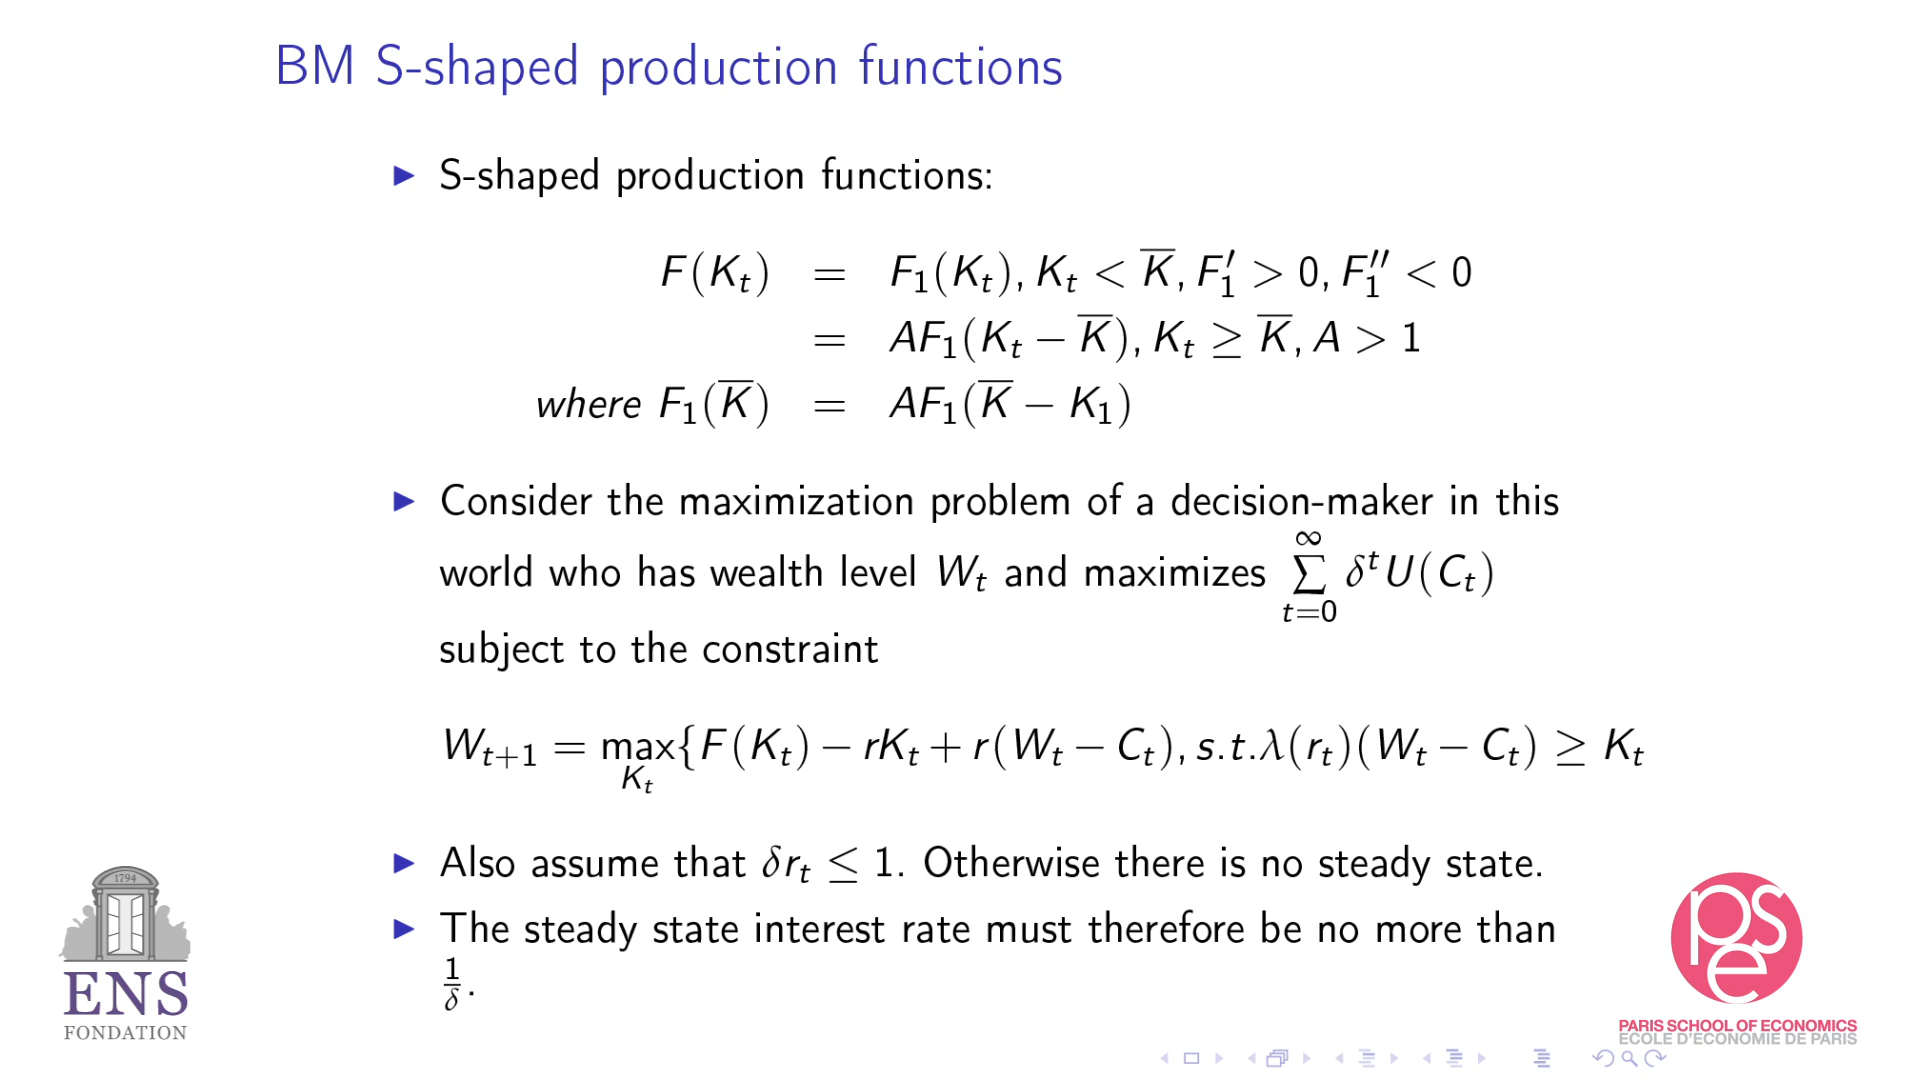 BM S-shaped production functions
▶ S-shaped production functions:
F(K_t) = F_1(K_t), K_t < \overline{K}, F_1′ > 0, F_1″ < 0
= AF_1(K_t − \overline{K}), K_t ≥ \overline{K}, A > 1
where F_1(\overline{K}) = AF_1(\overline{K} − K_1)
▶ Consider the maximization problem of a decision-maker in this
world who has wealth level W_t and maximizes \sum_{t=0}^{∞} δ^t U(C_t)
subject to the constraint
W_{t+1} = \max_{K_t}{F(K_t) − rK_t + r(W_t − C_t), s.t.λ(r_t)(W_t − C_t) ≥ K_t
▶ Also assume that δr_t ≤ 1. Otherwise there is no steady state.
▶ The steady state interest rate must therefore be no more than
\frac{1}{δ}.
1794
ENS
FONDATION
pse
PARIS SCHOOL OF ECONOMICS
ECOLE D'ECONOMIE DE PARIS